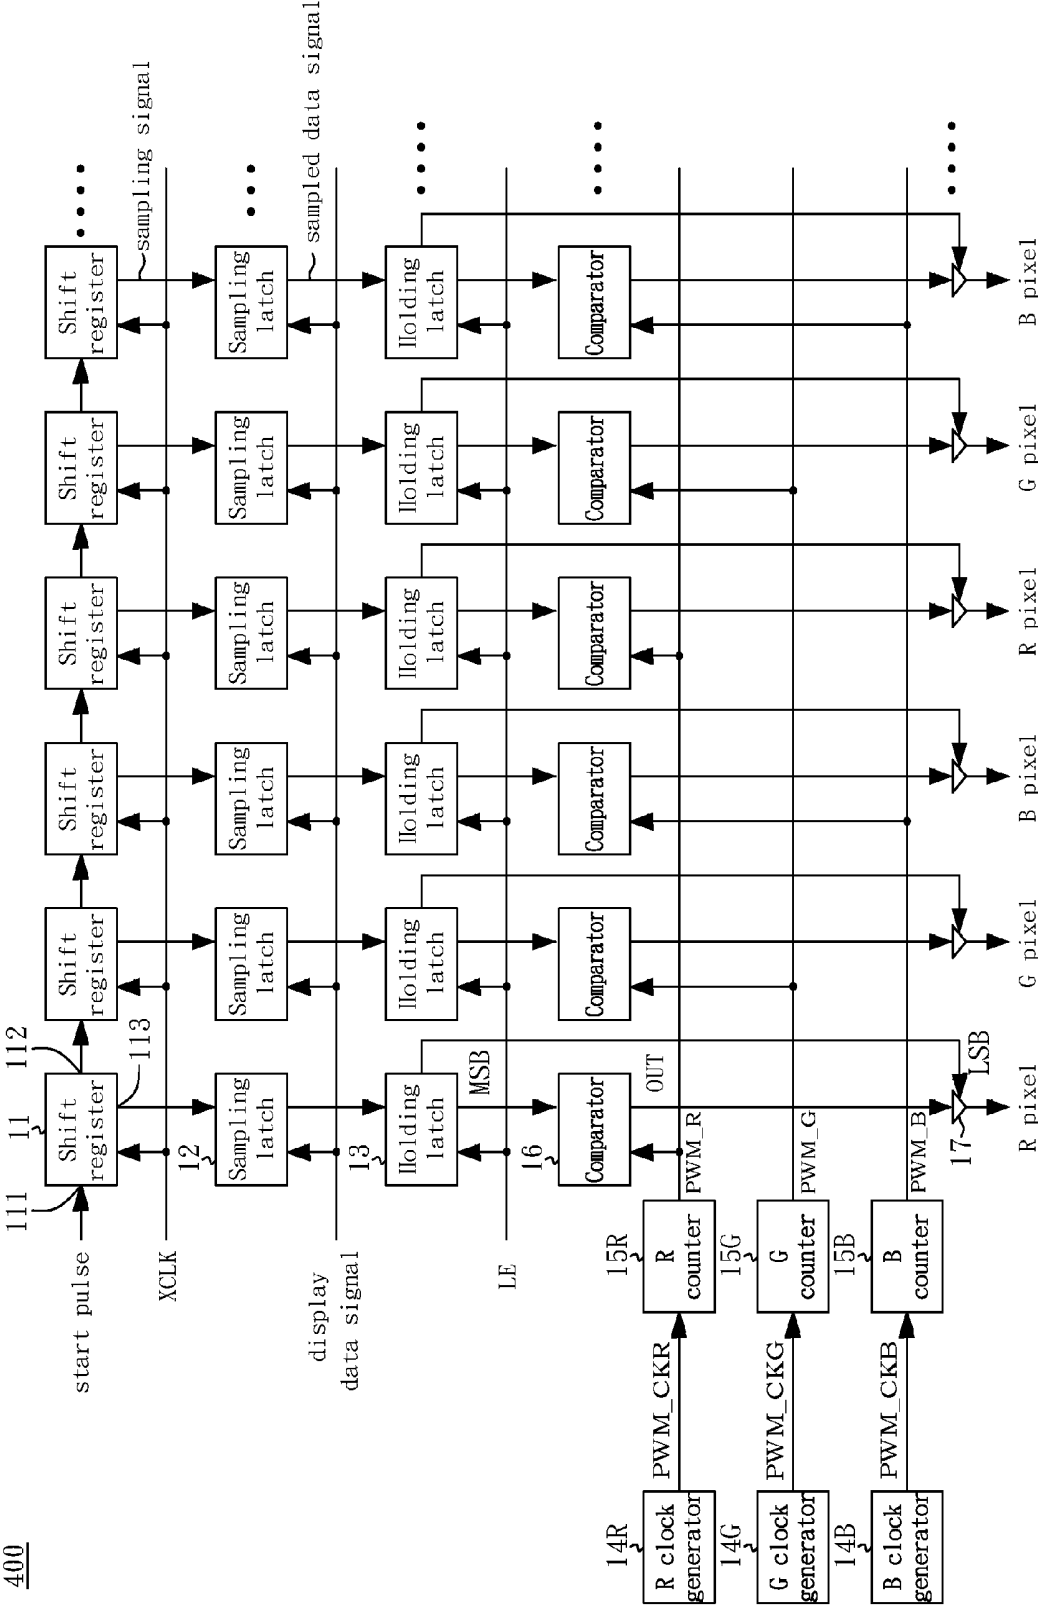 400
start pulse
111
11
Shift
register
112
113
Shift
register
Shift
register
Shift
register
Shift
register
Shift
register
sampling signal
XCLK
12
Sampling
latch
Sampling
latch
Sampling
latch
Sampling
latch
Sampling
latch
Sampling
latch
sampled data signal
display
data signal
13
Holding
latch
Holding
latch
Holding
latch
Holding
latch
Holding
latch
Holding
latch
MSB
LE
16
Comparator
Comparator
Comparator
Comparator
Comparator
Comparator
OUT
14R
R clock
generator
PWM_CKR
15R
R
counter
PWM_R
14G
G clock
generator
PWM_CKG
15G
G
counter
PWM_G
14B
B clock
generator
PWM_CKB
15B
B
counter
PWM_B
17
LSB
R pixel
G pixel
B pixel
R pixel
G pixel
B pixel